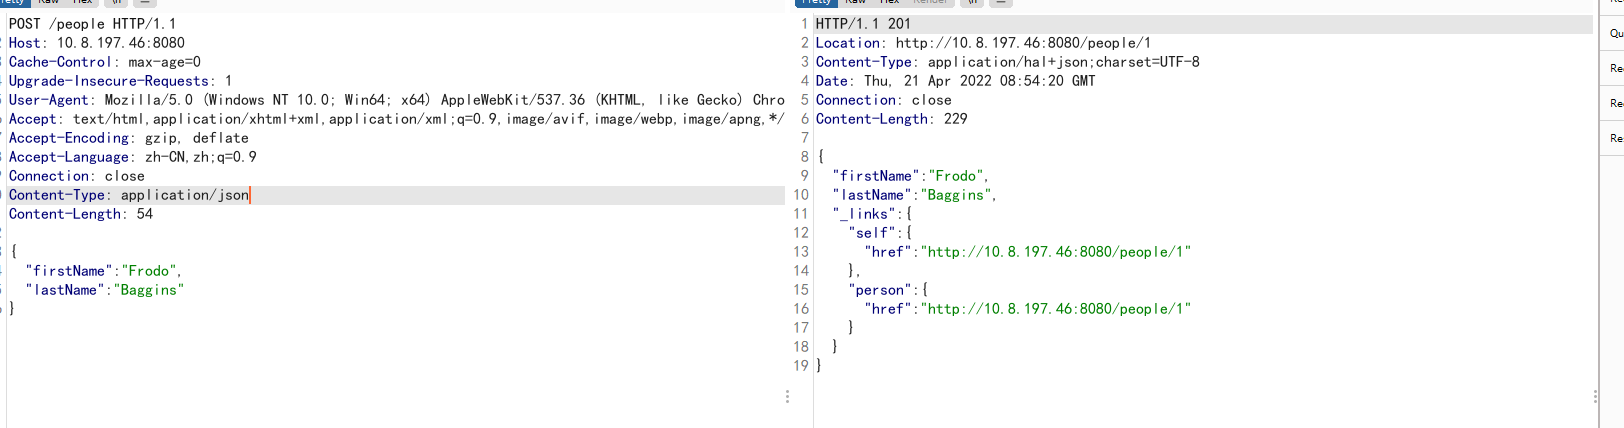 Pretty Raw Hex \n
POST /people HTTP/1.1
Host: 10.8.197.46:8080
Cache-Control: max-age=0
Upgrade-Insecure-Requests: 1
User-Agent: Mozilla/5.0 (Windows NT 10.0; Win64; x64) AppleWebKit/537.36 (KHTML, like Gecko) Chro
Accept: text/html,application/xhtml+xml,application/xml;q=0.9,image/avif,image/webp,image/apng,*/
Accept-Encoding: gzip, deflate
Accept-Language: zh-CN,zh;q=0.9
Connection: close
Content-Type: application/json
Content-Length: 54
{
"firstName":"Frodo",
"lastName":"Baggins"
}
Pretty Raw Hex Render \n
1 HTTP/1.1 201
2 Location: http://10.8.197.46:8080/people/1
3 Content-Type: application/hal+json;charset=UTF-8
4 Date: Thu, 21 Apr 2022 08:54:20 GMT
5 Connection: close
6 Content-Length: 229
7
8 {
9 "firstName":"Frodo",
10 "lastName":"Baggins",
11 "_links":{
12 "self":{
13 "href":"http://10.8.197.46:8080/people/1"
14 },
15 "person":{
16 "href":"http://10.8.197.46:8080/people/1"
17 }
18 }
19 }
Qu
Re
Re
Re